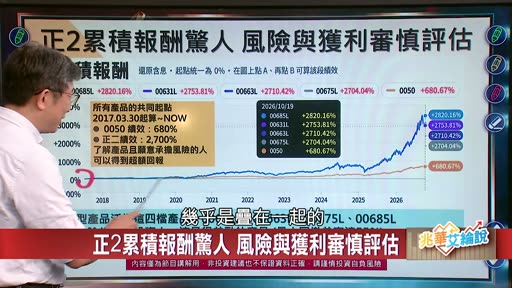 正2累積報酬驚人 風險與獲利審慎評估
積報酬
還原含息・起點統一為 0%・在圖上點 A、再點 B 可算該段績效
00685L +2820.16%
00631L +2753.81%
00663L +2710.42%
00675L +2704.04%
0050 +680.67%
所有產品的共同起點
2017.03.30起算~NOW
0050 績效：680%
正二績效：2,700%
了解產品且願意承擔風險的人
可以得到超額回報
2026/10/19
00685L +2820.16%
00631L +2753.81%
00663L +2710.42%
00675L +2704.04%
0050 +680.67%
+2820.16%
+2753.81%
+2710.42%
+2704.04%
+680.67%
1000%
0%
2018 2019 2020 2021 2022 2023 2024 2025 2026
幾乎是疊在一起的
675L、00685L
正2累積報酬驚人 風險與獲利審慎評估
兆華艾綸說
內容僅為節目講解用，非投資建議也不保證資料正確，請謹慎投資自負風險